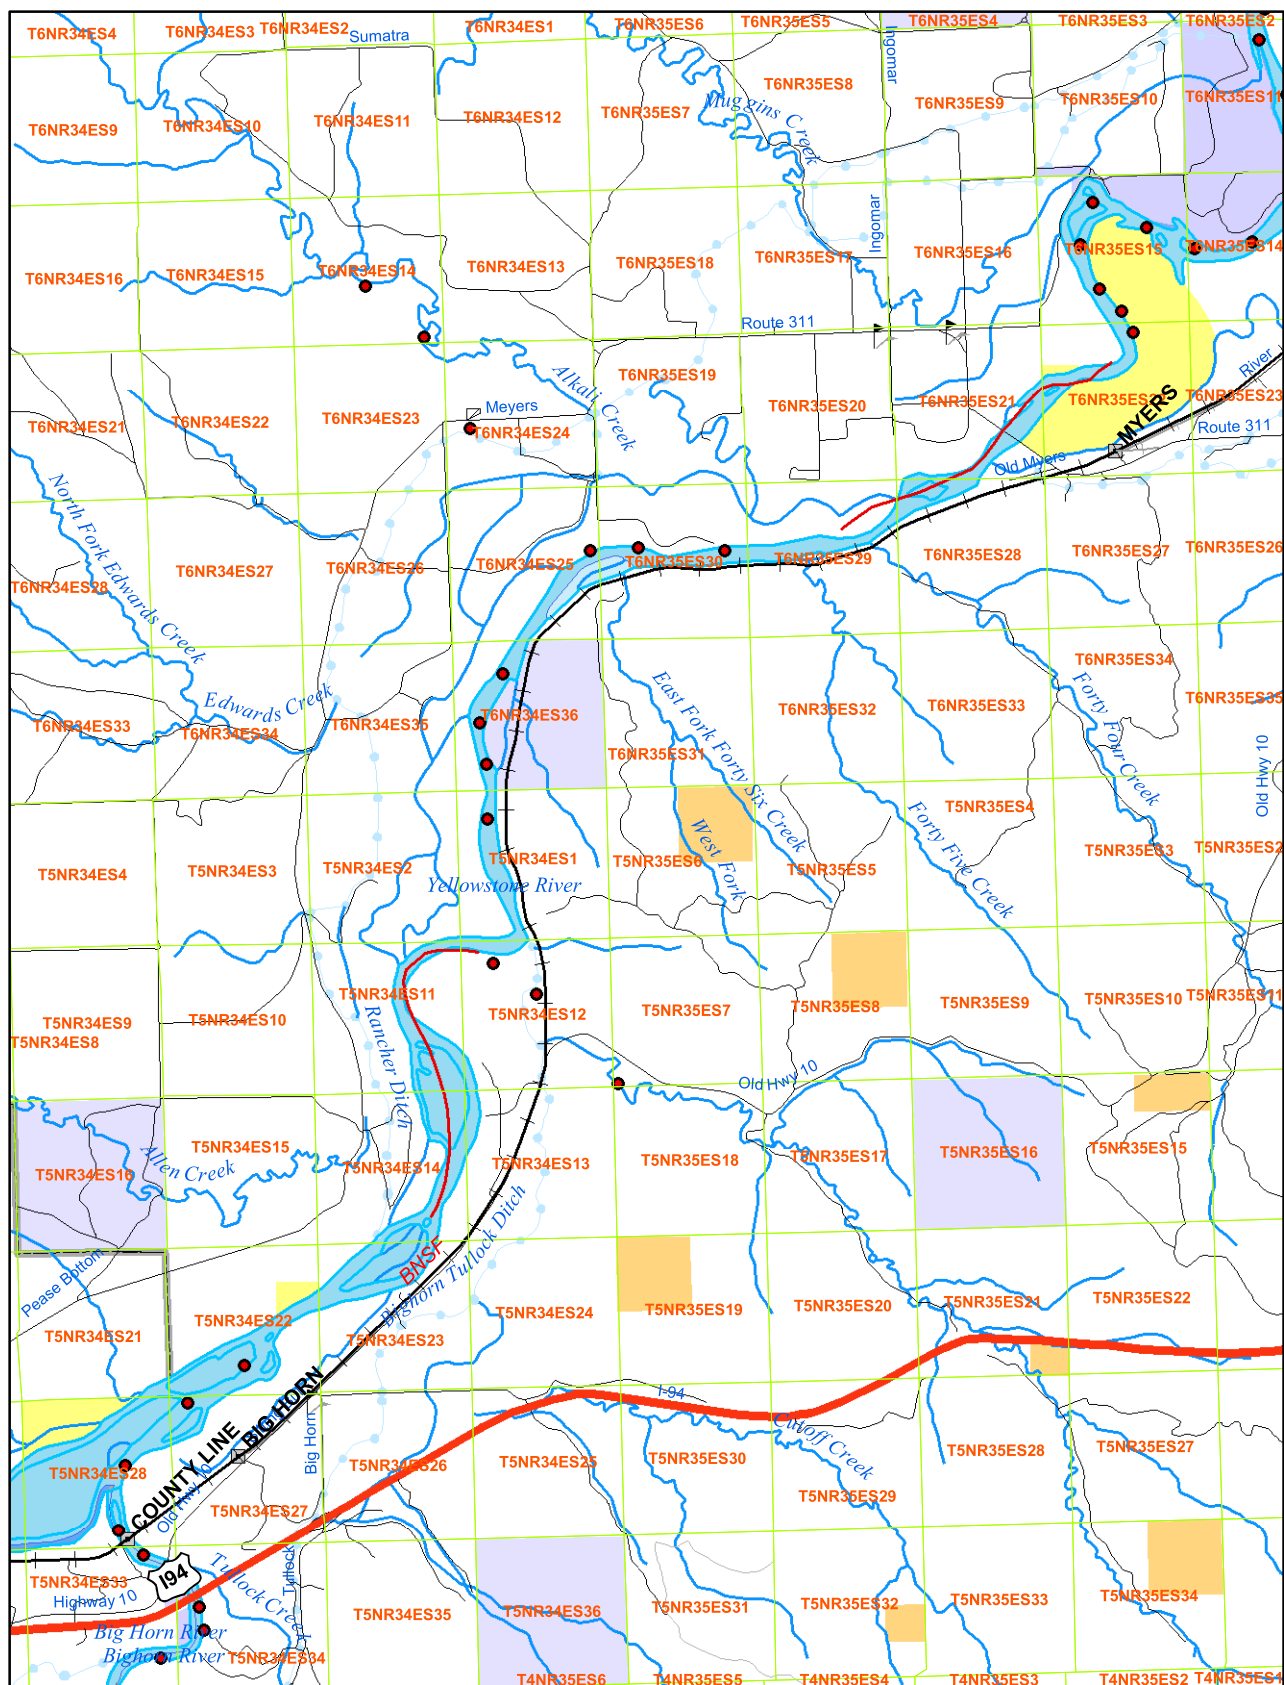 T6NR34ES4
T6NR34ES3
T6NR34ES2
Sumatra
T6NR34ES1
T6NR35ES6
T6NR35ES5
T6NR35ES4
T6NR35ES3
T6NR35ES2
Ingomar
T6NR35ES8
T6NR34ES9
T6NR34ES10
T6NR34ES11
T6NR34ES12
T6NR35ES7
Muggins Creek
T6NR35ES9
T6NR35ES10
T6NR35ES11
Ingomar
T6NR34ES16
T6NR34ES15
T6NR34ES14
T6NR34ES13
T6NR35ES18
T6NR35ES17
T6NR35ES16
T6NR35ES15
T6NR35ES14
Route 311
Alkali Creek
T6NR35ES19
River
T6NR34ES21
T6NR34ES22
T6NR34ES23
Meyers
T6NR34ES24
T6NR35ES20
T6NR35ES21
MYERS
T6NR35ES23
Route 311
Old Myers
North Fork Edwards Creek
T6NR34ES28
T6NR34ES27
T6NR34ES26
T6NR34ES25
T6NR35ES30
T6NR35ES29
T6NR35ES28
T6NR35ES27
T6NR35ES26
Edwards Creek
T6NR34ES33
T6NR34ES34
T6NR34ES35
T6NR34ES36
East Fork Forty Six Creek
T6NR35ES31
T6NR35ES32
T6NR35ES33
T6NR35ES34
Forty Four Creek
T6NR35ES35
Old Hwy 10
T5NR34ES4
T5NR34ES3
T5NR34ES2
T5NR34ES1
Yellowstone River
T5NR35ES6
West Fork
T5NR35ES5
T5NR35ES4
Forty Five Creek
T5NR35ES3
T5NR35ES2
T5NR34ES9
T5NR34ES8
T5NR34ES10
T5NR34ES11
Rancher Ditch
T5NR34ES12
T5NR35ES7
T5NR35ES8
T5NR35ES9
T5NR35ES10
T5NR35ES11
Old Hwy 10
T5NR34ES16
Allen Creek
T5NR34ES15
T5NR34ES14
T5NR34ES13
T5NR35ES18
T5NR35ES17
T5NR35ES16
T5NR35ES15
Pease Bottom
BNSF
Bighorn Tullock Ditch
T5NR34ES21
T5NR34ES22
T5NR34ES23
T5NR34ES24
T5NR35ES19
T5NR35ES20
T5NR35ES21
T5NR35ES22
BIG HORN
Big Horn
I-94
Cutoff Creek
T5NR34ES28
COUNTY LINE
Old Hwy 10
T5NR34ES27
T5NR34ES26
T5NR34ES25
T5NR35ES30
T5NR35ES29
T5NR35ES28
T5NR35ES27
T5NR34ES33
Highway 10
I94
Tullock Creek
Tullock
T5NR34ES35
T5NR34ES36
T5NR35ES31
T5NR35ES32
T5NR35ES33
T5NR35ES34
Big Horn River
Bighorn River
T5NR34ES34
T4NR35ES6
T4NR35ES5
T4NR35ES4
T4NR35ES3
T4NR35ES2
T4NR35ES1